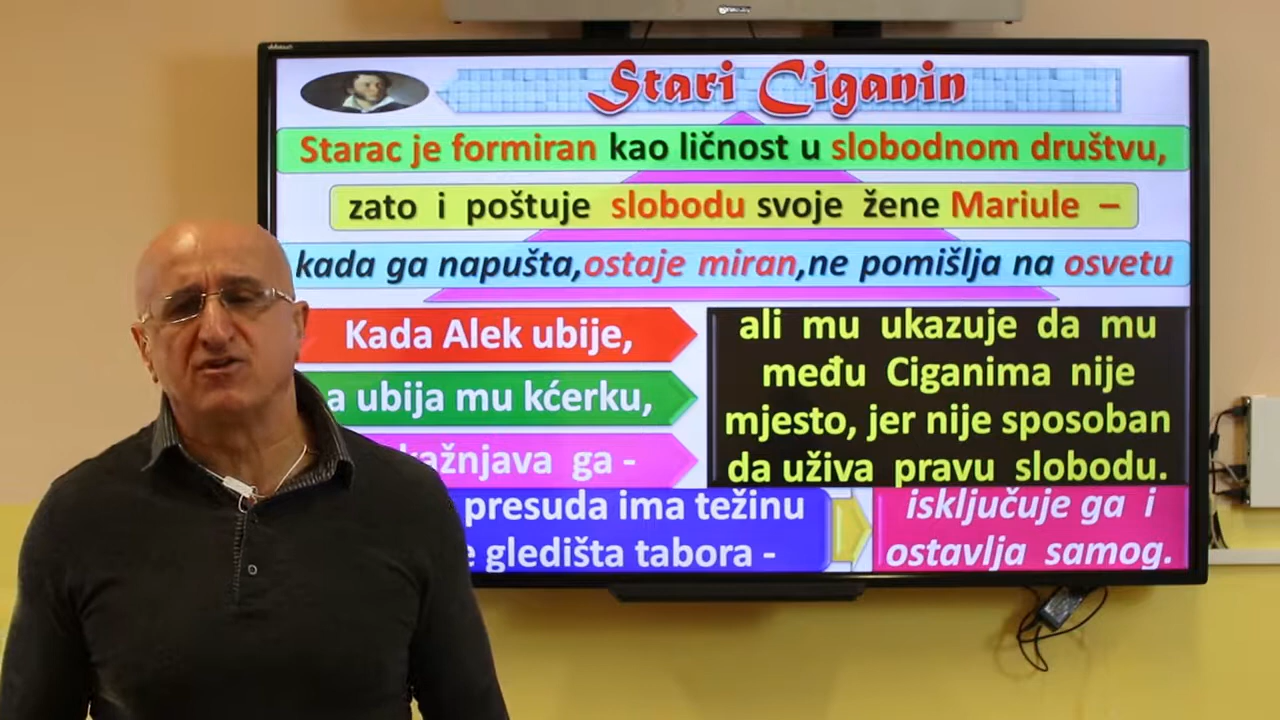 Stari Ciganin
Starac je formiran kao ličnost u slobodnom društvu,
zato i poštuje slobodu svoje žene Mariule –
kada ga napušta,ostaje miran,ne pomišlja na osvetu
Kada Alek ubije,
a ubija mu kćerku,
kažnjava ga -
ali mu ukazuje da mu
među Ciganima nije
mjesto, jer nije sposoban
da uživa pravu slobodu.
presuda ima težinu
gledišta tabora -
isključuje ga i
ostavlja samog.